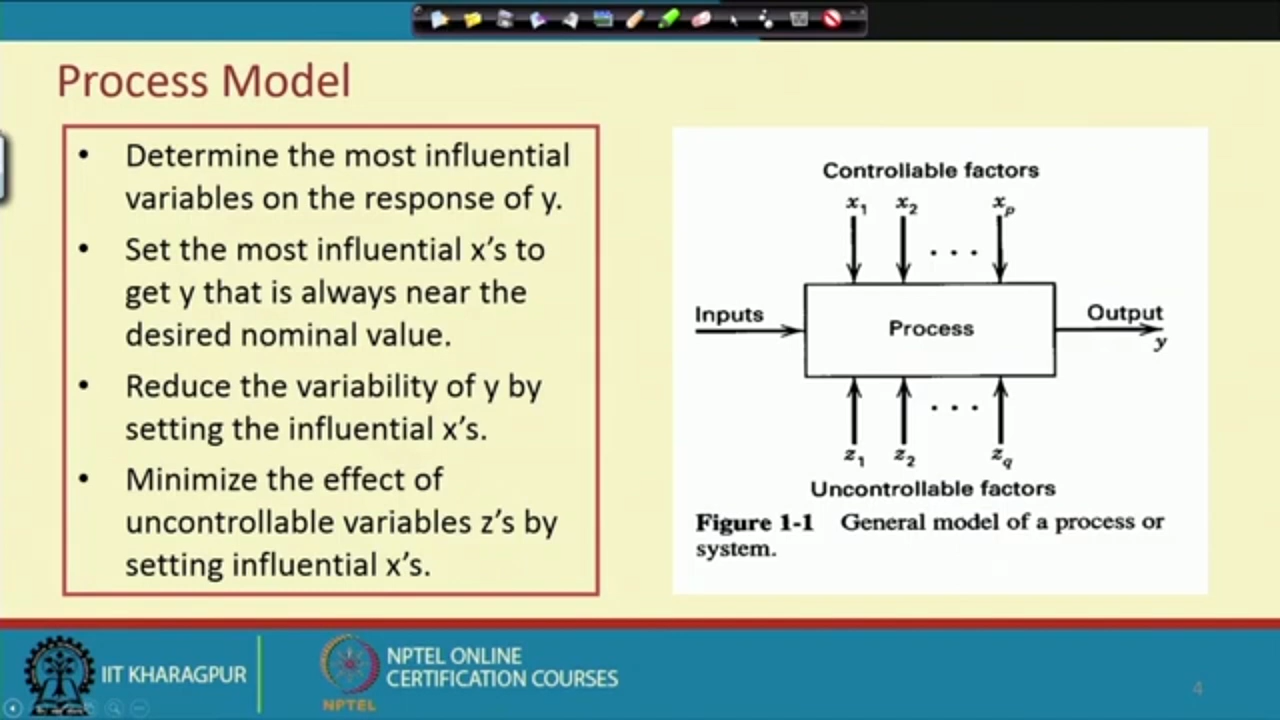 Process Model
• Determine the most influential
variables on the response of y.
• Set the most influential x's to
get y that is always near the
desired nominal value.
• Reduce the variability of y by
setting the influential x's.
• Minimize the effect of
uncontrollable variables z's by
setting influential x's.
Controllable factors
x₁ x₂ xₚ
. . .
Inputs
Process
Output
y
. . .
z₁ z₂ z_q
Uncontrollable factors
Figure 1-1 General model of a process or
system.
IIT KHARAGPUR
NPTEL
NPTEL ONLINE
CERTIFICATION COURSES
4